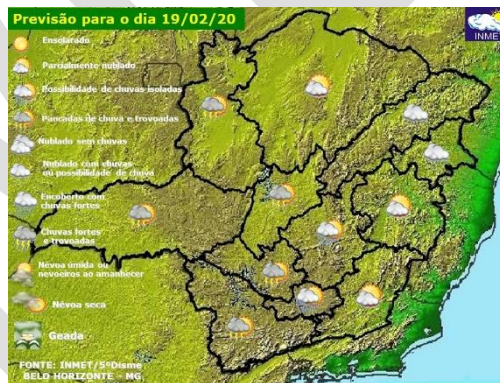 Previsão para o dia 19/02/20
INMET
Ensolarado
Parcialmente nublado
Possibilidade de chuvas isoladas
Pancadas de chuva e trovoadas
Nublado sem chuvas
Nublado com chuvas
ou possibilidade de chuva
Encoberto com
chuvas fortes
Chuvas fortes
e trovoadas
Névoa úmida ou
nevoeiros ao amanhecer
Névoa seca
Geada
FONTE: INMET/5ºDisme
BELO HORIZONTE - MG